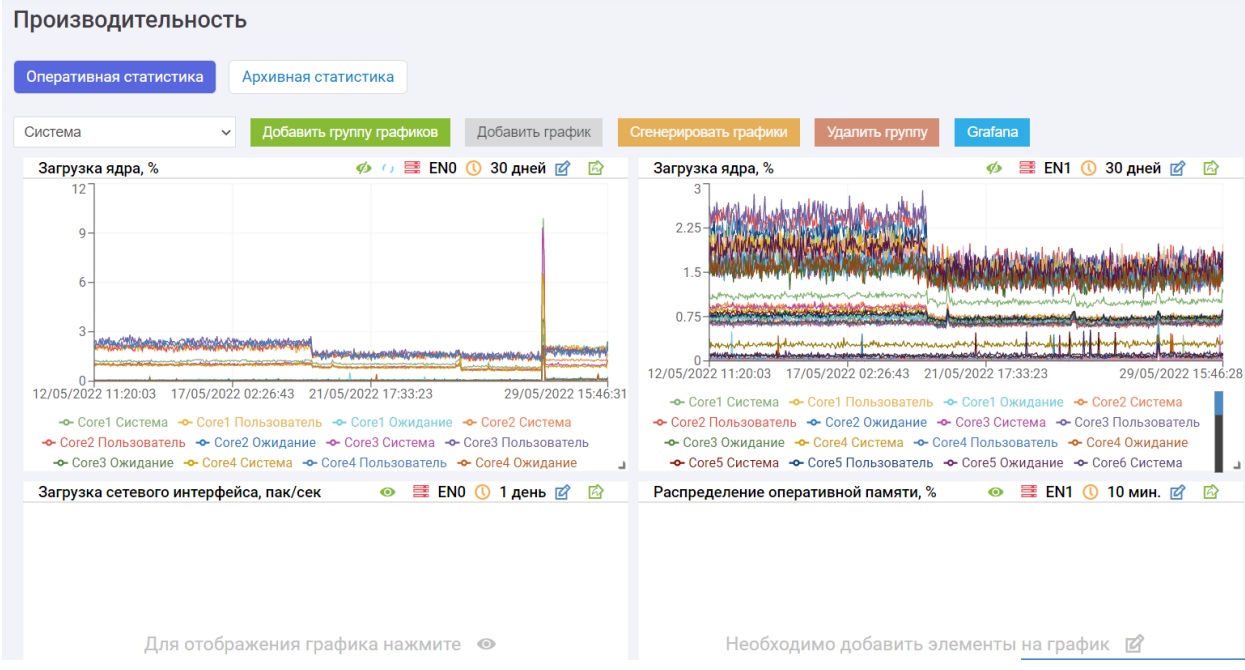 Производительность
Оперативная статистика Архивная статистика
Система Добавить группу графиков Добавить график Сгенерировать графики Удалить группу Grafana
Загрузка ядра, % EN0 30 дней
12
9
6
3
0
12/05/2022 11:20:03 17/05/2022 02:26:43 21/05/2022 17:33:23 29/05/2022 15:46:31
Core1 Система Core1 Пользователь Core1 Ожидание Core2 Система
Core2 Пользователь Core2 Ожидание Core3 Система Core3 Пользователь
Core3 Ожидание Core4 Система Core4 Пользователь Core4 Ожидание
Загрузка ядра, % EN1 30 дней
3
2.25
1.5
0.75
0
12/05/2022 11:20:03 17/05/2022 02:26:43 21/05/2022 17:33:23 29/05/2022 15:46:28
Core1 Система Core1 Пользователь Core1 Ожидание Core2 Система
Core2 Пользователь Core2 Ожидание Core3 Система Core3 Пользователь
Core3 Ожидание Core4 Система Core4 Пользователь Core4 Ожидание
Core5 Система Core5 Пользователь Core5 Ожидание Core6 Система
Загрузка сетевого интерфейса, пак/сек EN0 1 день
Для отображения графика нажмите
Распределение оперативной памяти, % EN1 10 мин.
Необходимо добавить элементы на график